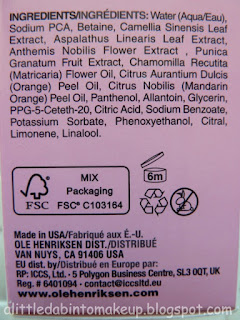 INGREDIENTS/INGRÉDIENTS: Water (Aqua/Eau),
Sodium PCA, Betaine, Camellia Sinensis Leaf
Extract, Aspalathus Linearis Leaf Extract,
Anthemis Nobilis Flower Extract , Punica
Granatum Fruit Extract, Chamomilla Recutita
(Matricaria) Flower Oil, Citrus Aurantium Dulcis
(Orange) Peel Oil, Citrus Nobilis (Mandarin
Orange) Peel Oil, Panthenol, Allantoin, Glycerin,
PPG-5-Ceteth-20, Citric Acid, Sodium Benzoate,
Potassium Sorbate, Phenoxyethanol, Citral,
Limonene, Linalool.
FSC
MIX
Packaging
FSC® C103164
6m
Made in USA/Fabriqué aux É.-U.
OLE HENRIKSEN DIST./DISTRIBUÉ
VAN NUYS, CA 91406 USA
EU dist. by/distribué en Europe par
RP: ICCS, Ltd. • 5 Polygon Business Centre, SL3 0QT, UK
Reg. # 6401094 • contact@iccsltd.eu
www.olehenriksen.com
alittledabintomakeup.blogspot.com